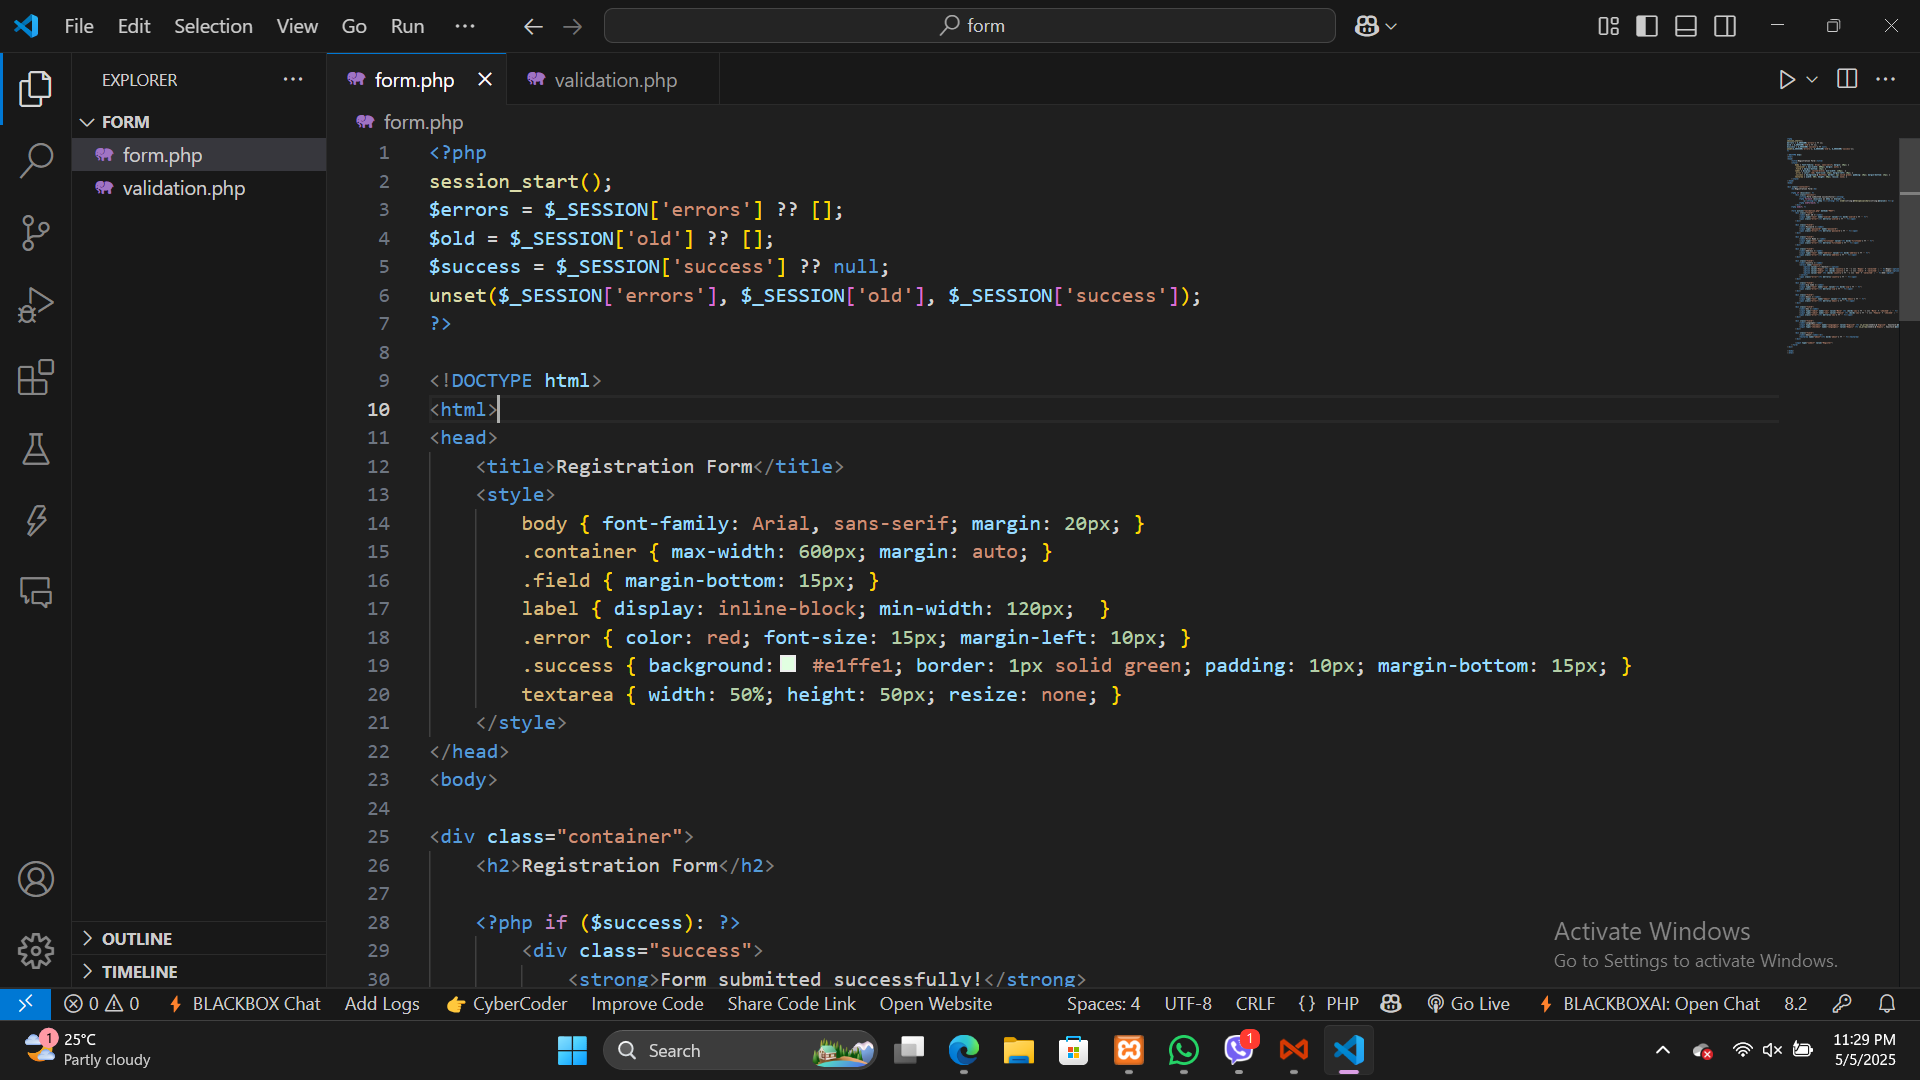 File Edit Selection View Go Run ···
form
EXPLORER
FORM
form.php
validation.php
OUTLINE
TIMELINE
form.php
validation.php
form.php
1 <?php
2 session_start();
3 $errors = $_SESSION['errors'] ?? [];
4 $old = $_SESSION['old'] ?? [];
5 $success = $_SESSION['success'] ?? null;
6 unset($_SESSION['errors'], $_SESSION['old'], $_SESSION['success']);
7 ?>
8
9 <!DOCTYPE html>
10 <html>
11 <head>
12 <title>Registration Form</title>
13 <style>
14 body { font-family: Arial, sans-serif; margin: 20px; }
15 .container { max-width: 600px; margin: auto; }
16 .field { margin-bottom: 15px; }
17 label { display: inline-block; min-width: 120px;  }
18 .error { color: red; font-size: 15px; margin-left: 10px; }
19 .success { background: #e1ffe1; border: 1px solid green; padding: 10px; margin-bottom: 15px; }
20 textarea { width: 50%; height: 50px; resize: none; }
21 </style>
22 </head>
23 <body>
24
25 <div class="container">
26 <h2>Registration Form</h2>
27
28 <?php if ($success): ?>
29 <div class="success">
30 <strong>Form submitted successfully!</strong>
Activate Windows
Go to Settings to activate Windows.
0 0 BLACKBOX Chat Add Logs CyberCoder Improve Code Share Code Link Open Website Spaces: 4 UTF-8 CRLF {} PHP Go Live BLACKBOXAI: Open Chat 8.2
1
25°C
Partly cloudy
Search
1
11:29 PM
5/5/2025